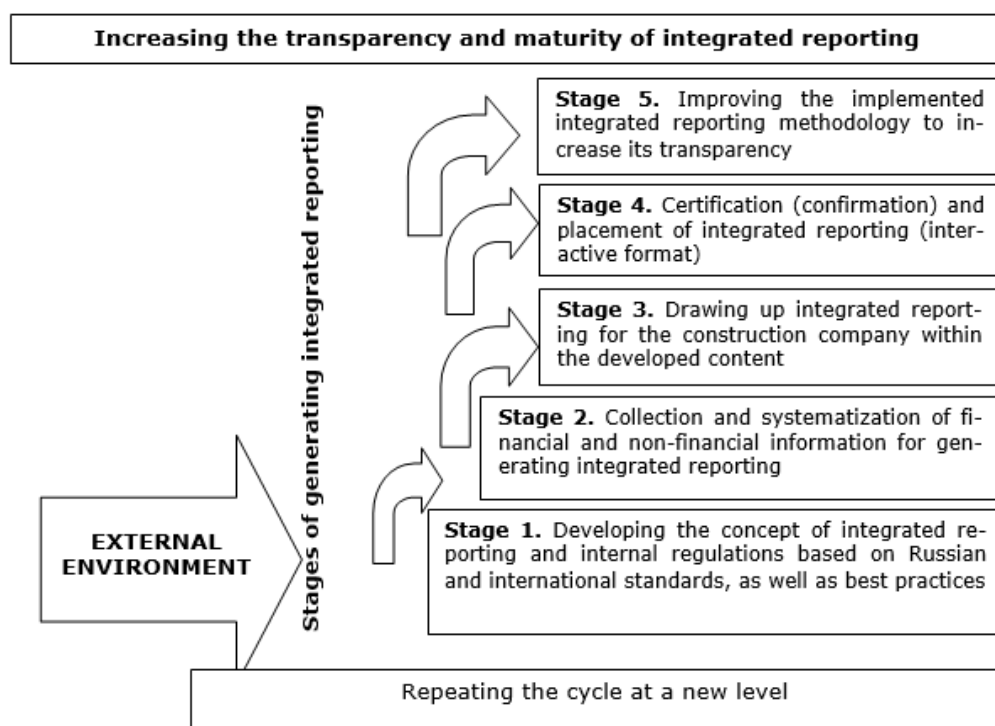 Increasing the transparency and maturity of integrated reporting
Stages of generating integrated reporting
Stage 5. Improving the implemented
integrated reporting methodology to in-
crease its transparency
Stage 4. Certification (confirmation) and
placement of integrated reporting (inter-
active format)
Stage 3. Drawing up integrated report-
ing for the construction company within
the developed content
Stage 2. Collection and systematization of fi-
nancial and non-financial information for gen-
erating integrated reporting
Stage 1. Developing the concept of integrated re-
porting and internal regulations based on Russian
and international standards, as well as best practices
EXTERNAL
ENVIRONMENT
Repeating the cycle at a new level